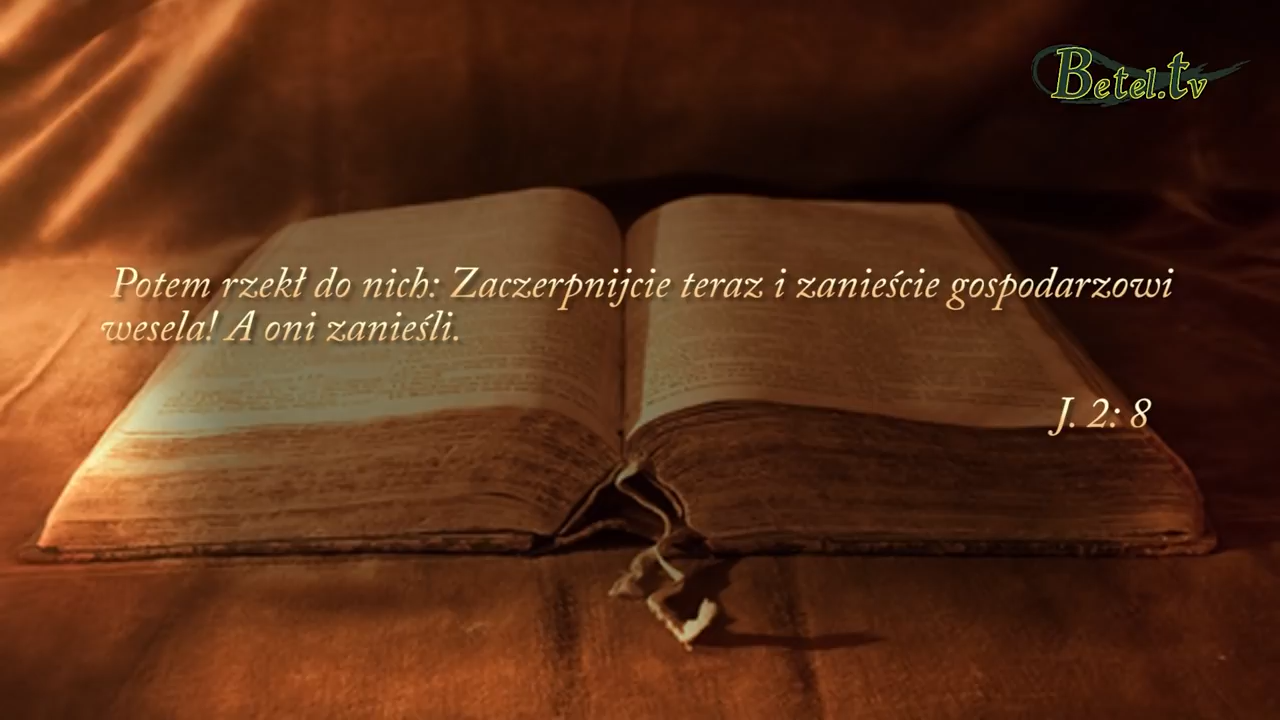 Betel.tv
Potem rzekł do nich: Zaczerpnijcie teraz i zanieście gospodarzowi
wesela! A oni zanieśli.
J. 2: 8